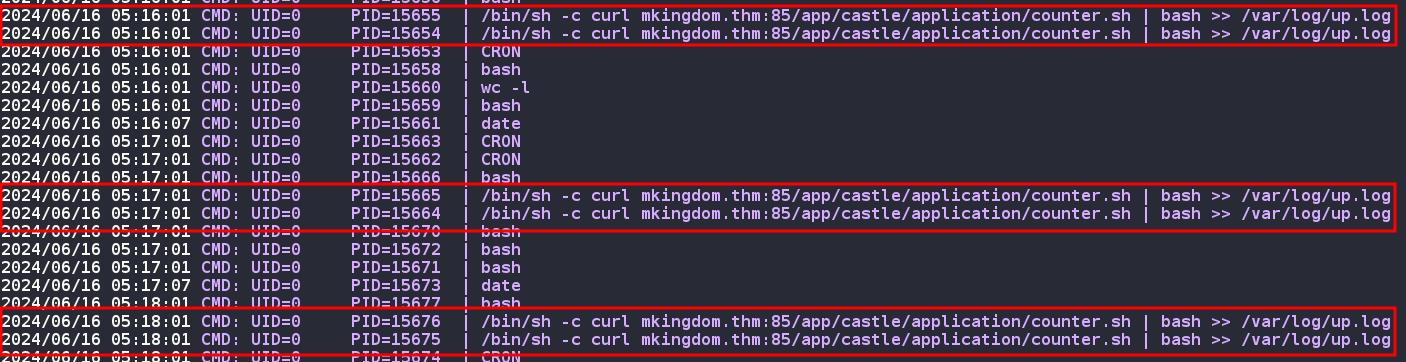 2024/06/16 05:16:01 CMD: UID=0 PID=15655 | /bin/sh -c curl mkingdom.thm:85/app/castle/application/counter.sh | bash >> /var/log/up.log
2024/06/16 05:16:01 CMD: UID=0 PID=15654 | /bin/sh -c curl mkingdom.thm:85/app/castle/application/counter.sh | bash >> /var/log/up.log
2024/06/16 05:16:01 CMD: UID=0 PID=15653 | CRON
2024/06/16 05:16:01 CMD: UID=0 PID=15658 | bash
2024/06/16 05:16:01 CMD: UID=0 PID=15660 | wc -l
2024/06/16 05:16:01 CMD: UID=0 PID=15659 | bash
2024/06/16 05:16:07 CMD: UID=0 PID=15661 | date
2024/06/16 05:17:01 CMD: UID=0 PID=15663 | CRON
2024/06/16 05:17:01 CMD: UID=0 PID=15662 | CRON
2024/06/16 05:17:01 CMD: UID=0 PID=15666 | bash
2024/06/16 05:17:01 CMD: UID=0 PID=15665 | /bin/sh -c curl mkingdom.thm:85/app/castle/application/counter.sh | bash >> /var/log/up.log
2024/06/16 05:17:01 CMD: UID=0 PID=15664 | /bin/sh -c curl mkingdom.thm:85/app/castle/application/counter.sh | bash >> /var/log/up.log
2024/06/16 05:17:01 CMD: UID=0 PID=15670 | bash
2024/06/16 05:17:01 CMD: UID=0 PID=15672 | bash
2024/06/16 05:17:01 CMD: UID=0 PID=15671 | bash
2024/06/16 05:17:07 CMD: UID=0 PID=15673 | date
2024/06/16 05:18:01 CMD: UID=0 PID=15677 | bash
2024/06/16 05:18:01 CMD: UID=0 PID=15676 | /bin/sh -c curl mkingdom.thm:85/app/castle/application/counter.sh | bash >> /var/log/up.log
2024/06/16 05:18:01 CMD: UID=0 PID=15675 | /bin/sh -c curl mkingdom.thm:85/app/castle/application/counter.sh | bash >> /var/log/up.log
2024/06/16 05:18:01 CMD: UID=0 PID=15674 | CRON